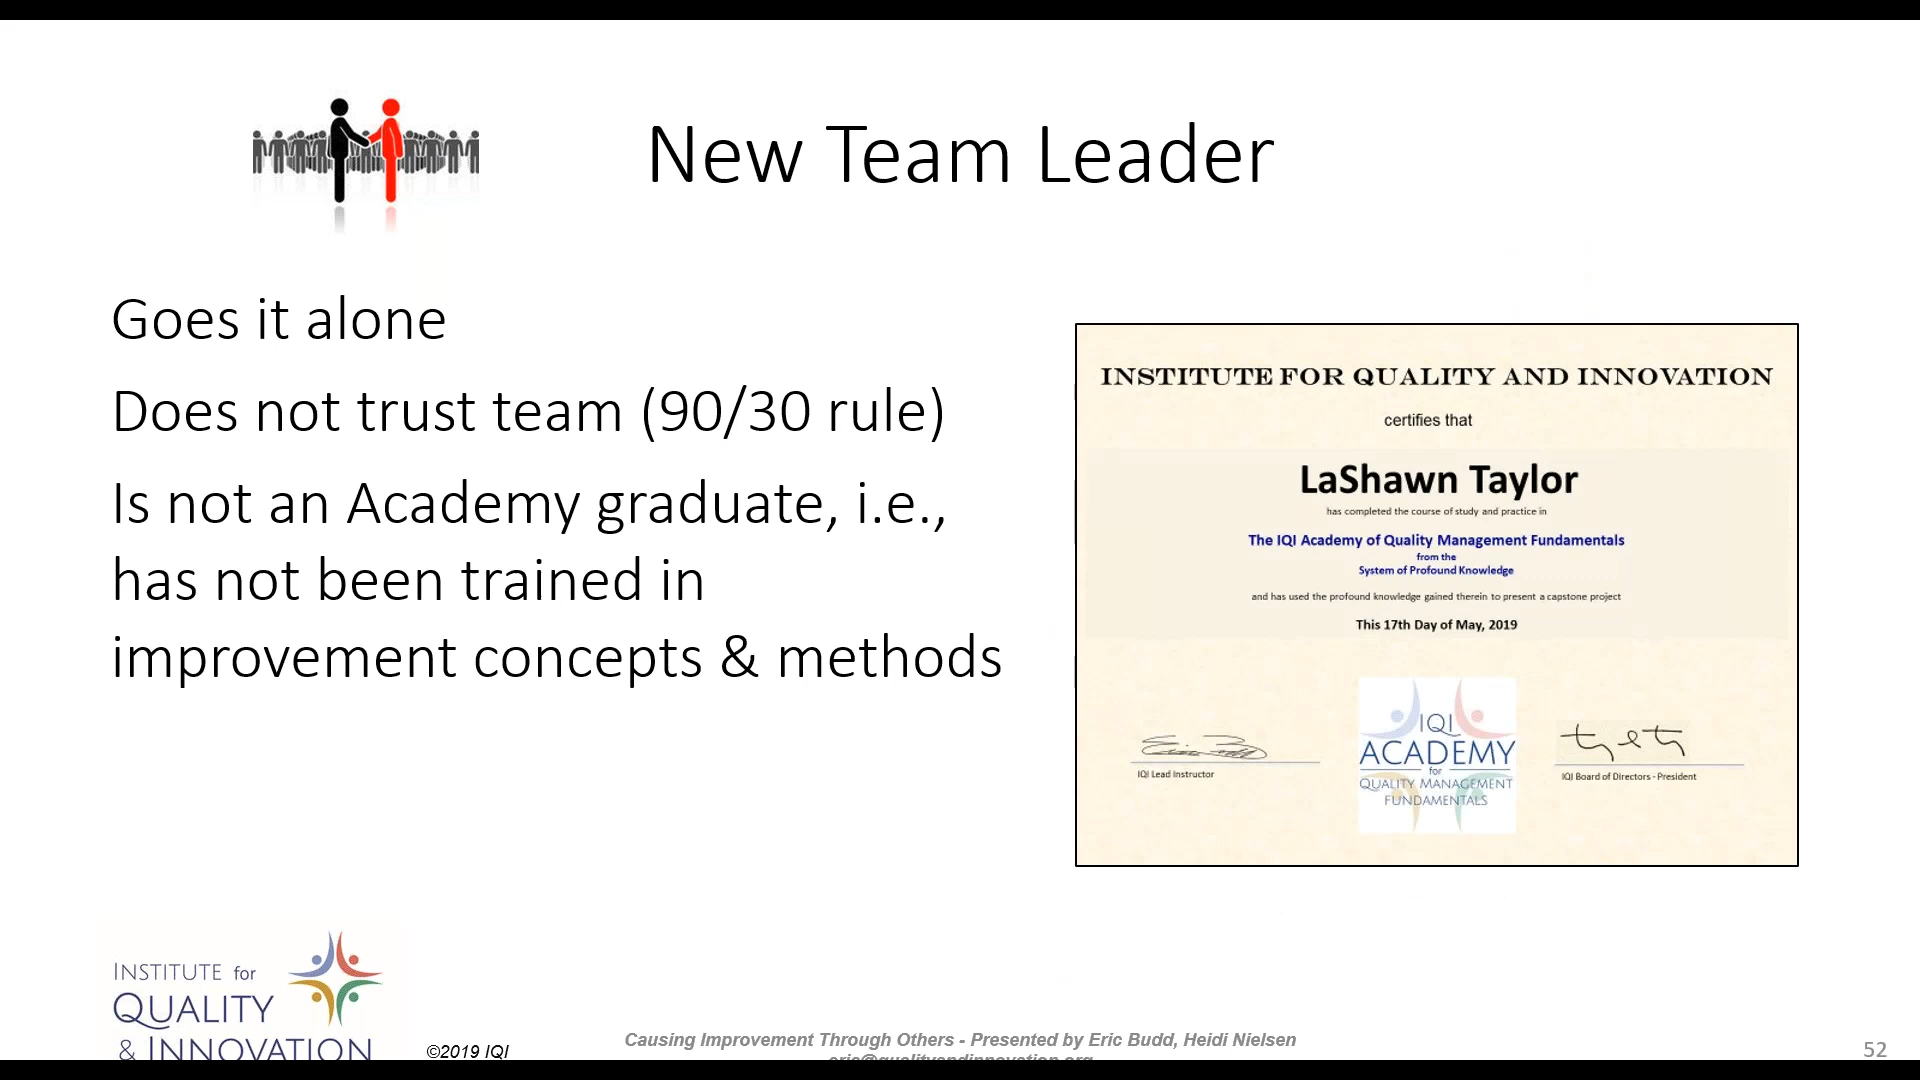 New Team Leader
Goes it alone
Does not trust team (90/30 rule)
Is not an Academy graduate, i.e.,
has not been trained in
improvement concepts & methods
INSTITUTE FOR QUALITY AND INNOVATION
certifies that
LaShawn Taylor
has completed the course of study and practice in
The IQI Academy of Quality Management Fundamentals
from the
System of Profound Knowledge
and has used the profound knowledge gained therein to present a capstone project
This 17th Day of May, 2019
IQI Lead Instructor
IQI
ACADEMY
for
QUALITY MANAGEMENT
FUNDAMENTALS
IQI Board of Directors - President
INSTITUTE for
QUALITY
& INNOVATION
©2019 IQI
Causing Improvement Through Others - Presented by Eric Budd, Heidi Nielsen
eric@qualityandinnovation.org
52